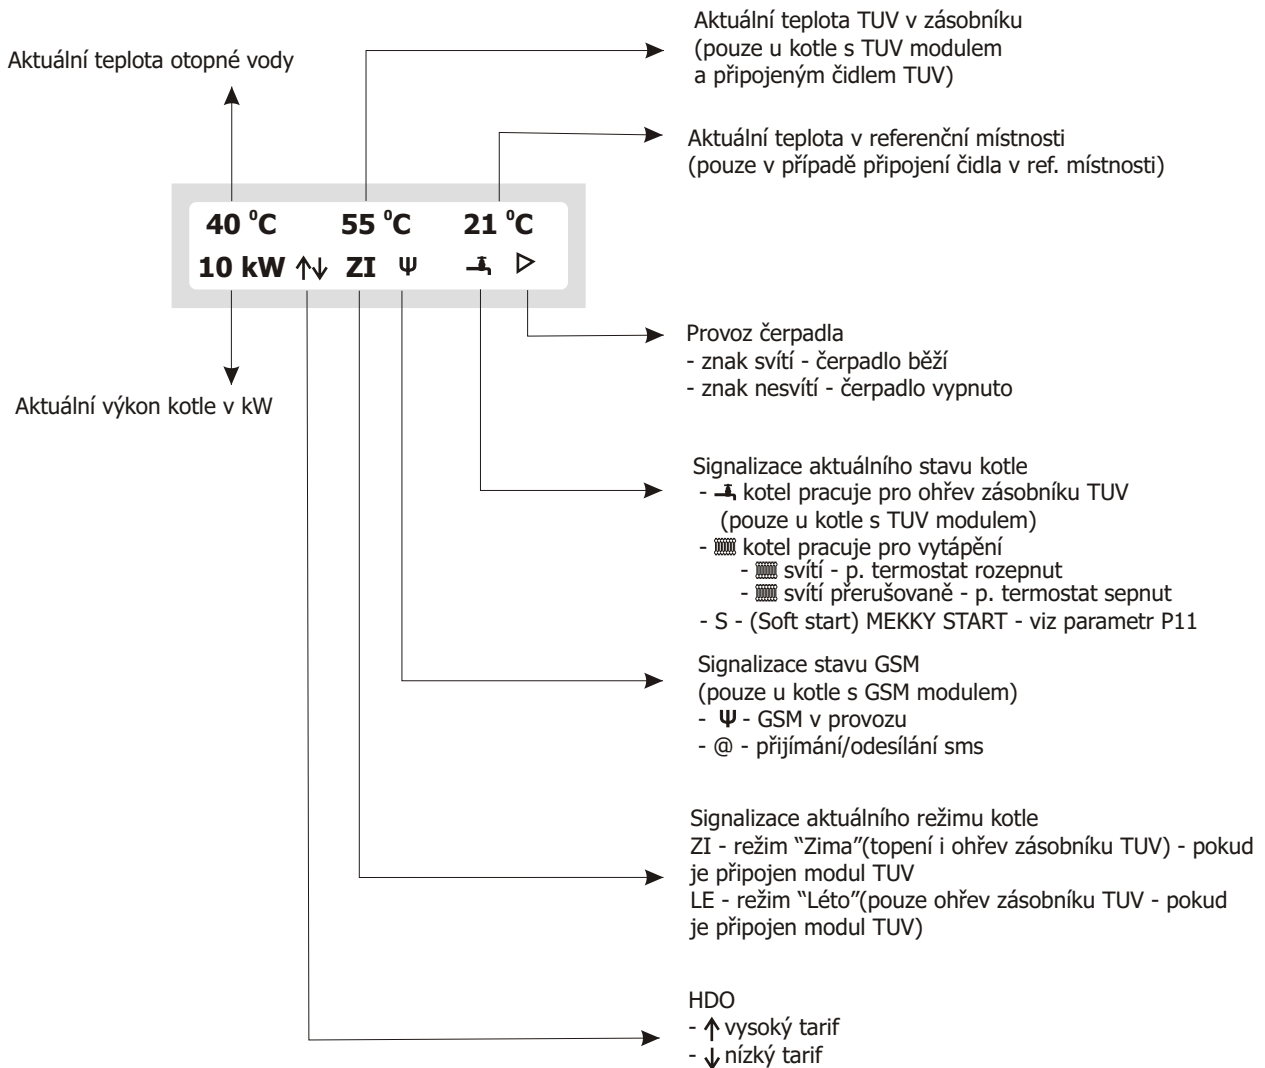 Aktuální teplota TUV v zásobníku
(pouze u kotle s TUV modulem
a připojeným čidlem TUV)
Aktuální teplota otopné vody
Aktuální teplota v referenční místnosti
(pouze v případě připojení čidla v ref. místnosti)
40 °C 55 °C 21 °C
10 kW ↑↓ ZI Ψ ▷
Aktuální výkon kotle v kW
Provoz čerpadla
- znak svítí - čerpadlo běží
- znak nesvítí - čerpadlo vypnuto
Signalizace aktuálního stavu kotle
- kotel pracuje pro ohřev zásobníku TUV
(pouze u kotle s TUV modulem)
- kotel pracuje pro vytápění
- svítí - p. termostat rozepnut
- svítí přerušovaně - p. termostat sepnut
- S - (Soft start) MEKKY START - viz parametr P11
Signalizace stavu GSM
(pouze u kotle s GSM modulem)
- Ψ - GSM v provozu
- @ - přijímání/odesílání sms
Signalizace aktuálního režimu kotle
ZI - režim “Zima”(topení i ohřev zásobníku TUV) - pokud
je připojen modul TUV
LE - režim “Léto”(pouze ohřev zásobníku TUV - pokud
je připojen modul TUV)
HDO
- ↑ vysoký tarif
- ↓ nízký tarif